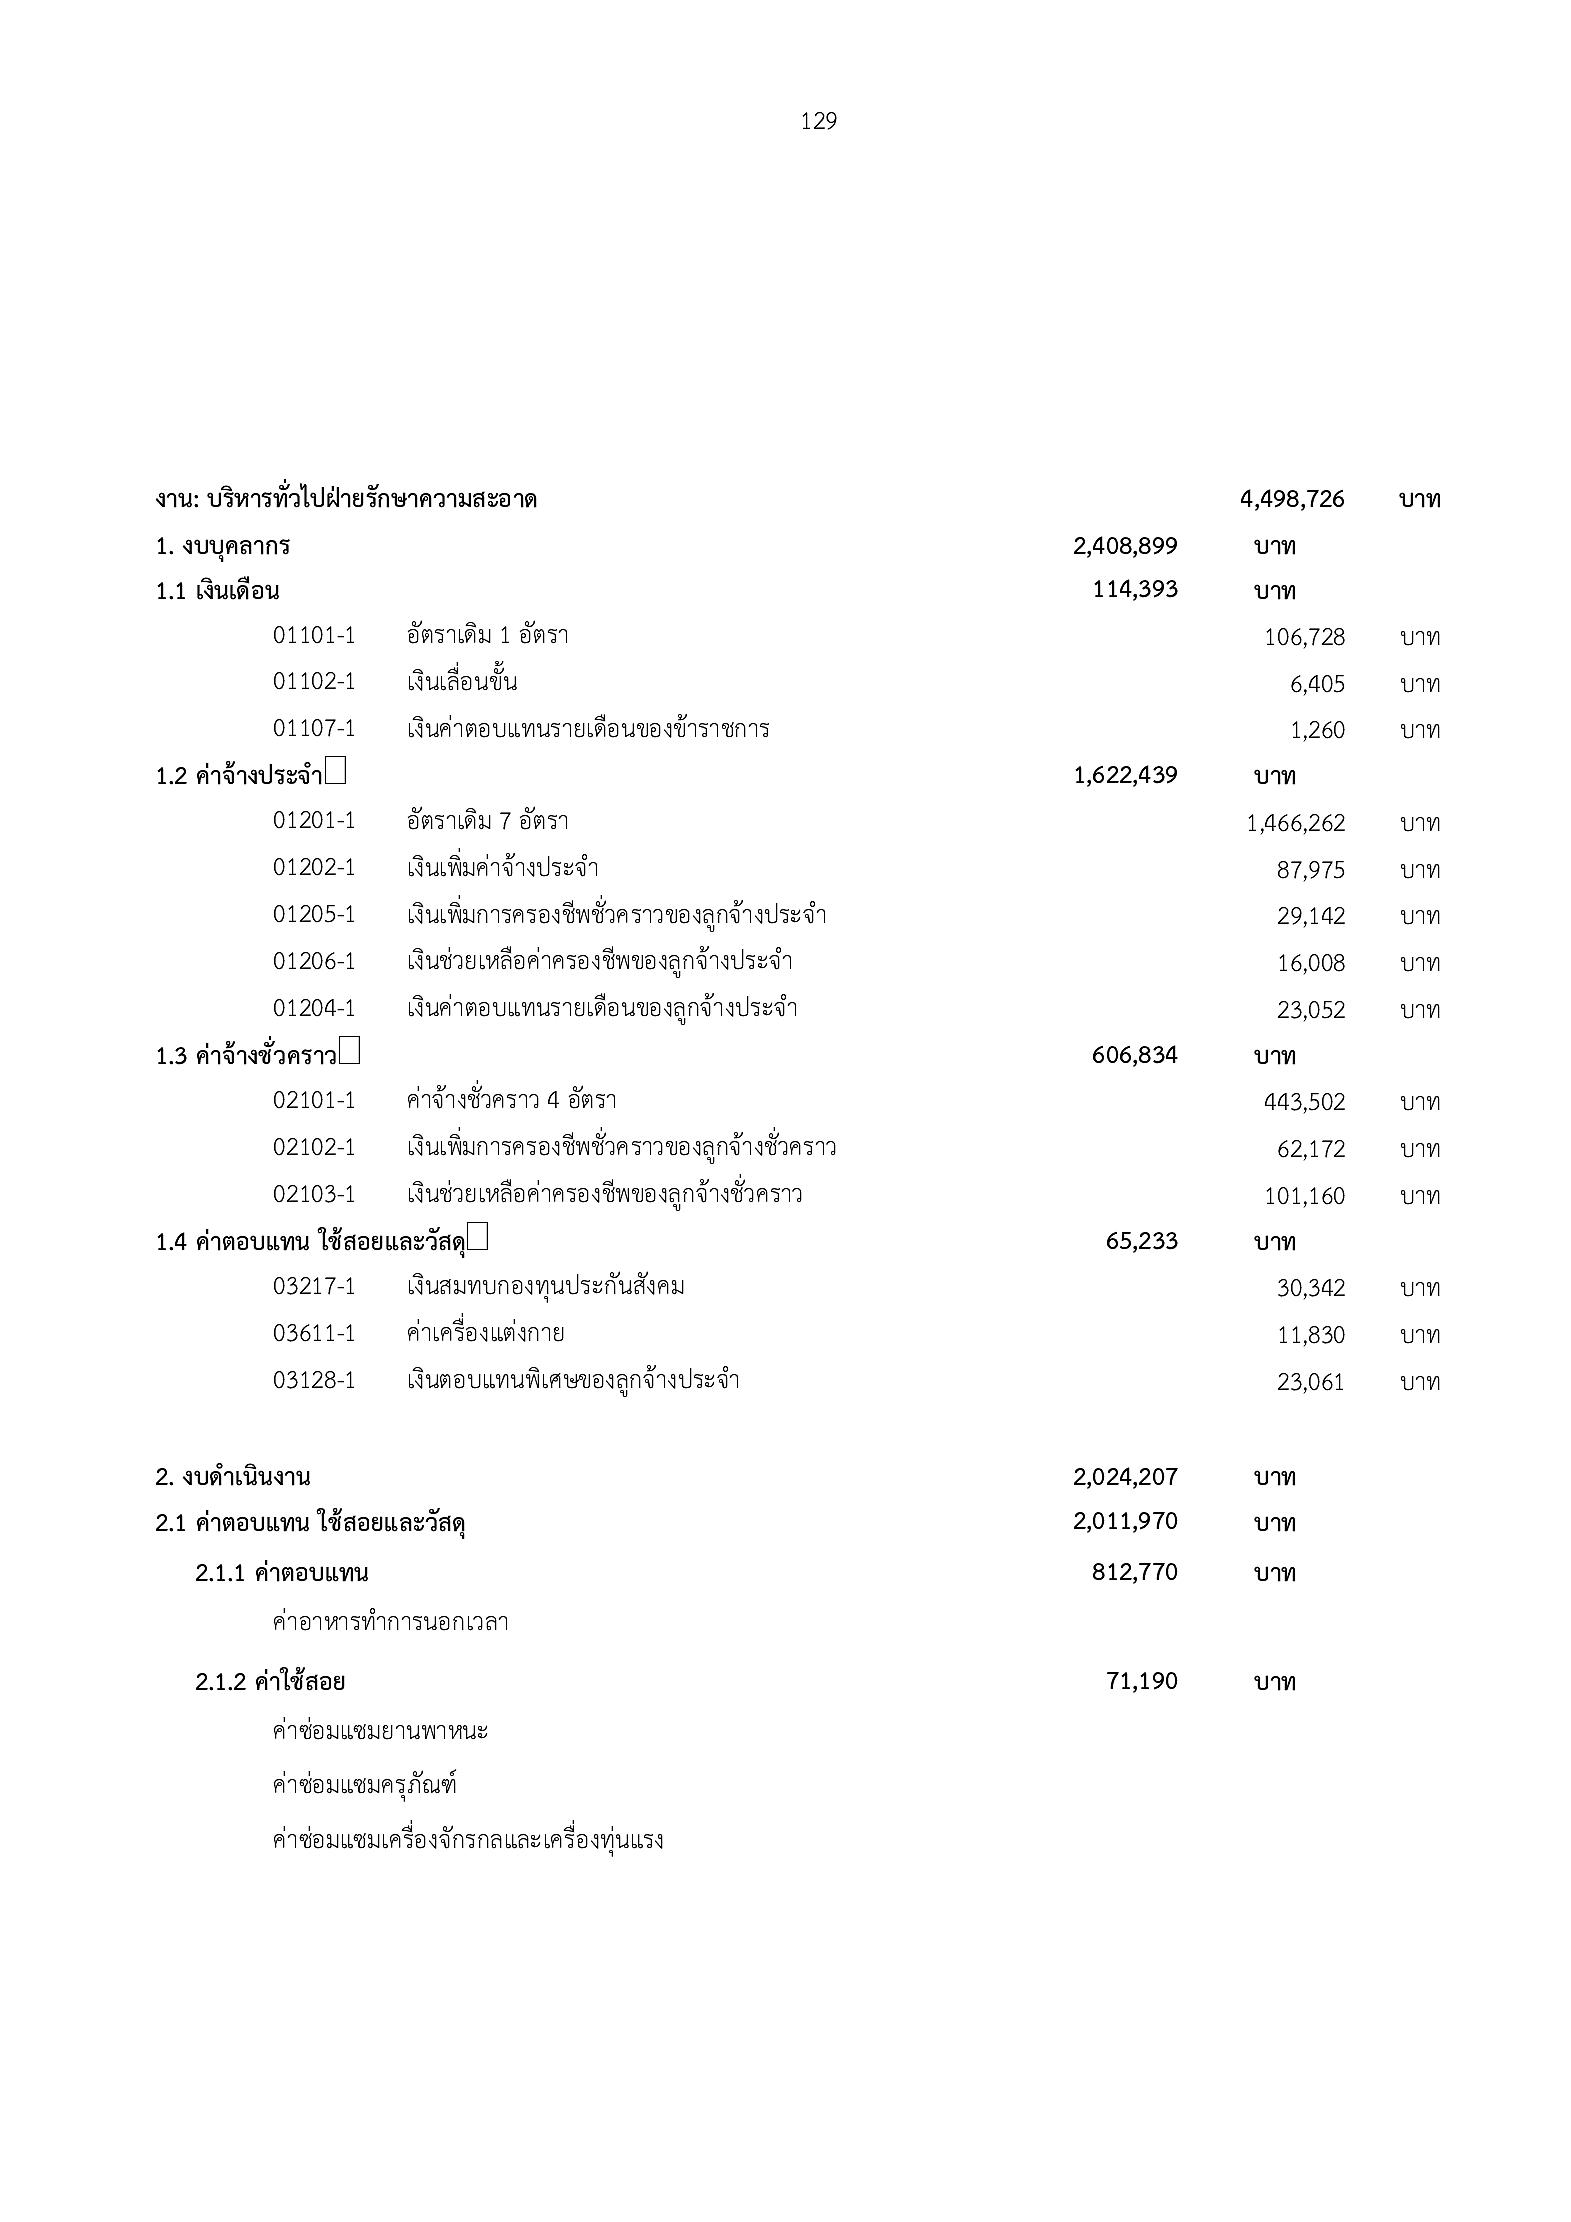 129
งาน: บริหารทั่วไปฝ่ายรักษาความสะอาด 4,498,726 บาท
1. งบบุคลากร 2,408,899 บาท
1.1 เงินเดือน 114,393 บาท
01101-1 อัตราเดิม 1 อัตรา 106,728 บาท
01102-1 เงินเลื่อนขั้น 6,405 บาท
01107-1 เงินค่าตอบแทนรายเดือนของข้าราชการ 1,260 บาท
1.2 ค่าจ้างประจำ 1,622,439 บาท
01201-1 อัตราเดิม 7 อัตรา 1,466,262 บาท
01202-1 เงินเพิ่มค่าจ้างประจำ 87,975 บาท
01205-1 เงินเพิ่มการครองชีพชั่วคราวของลูกจ้างประจำ 29,142 บาท
01206-1 เงินช่วยเหลือค่าครองชีพของลูกจ้างประจำ 16,008 บาท
01204-1 เงินค่าตอบแทนรายเดือนของลูกจ้างประจำ 23,052 บาท
1.3 ค่าจ้างชั่วคราว 606,834 บาท
02101-1 ค่าจ้างชั่วคราว 4 อัตรา 443,502 บาท
02102-1 เงินเพิ่มการครองชีพชั่วคราวของลูกจ้างชั่วคราว 62,172 บาท
02103-1 เงินช่วยเหลือค่าครองชีพของลูกจ้างชั่วคราว 101,160 บาท
1.4 ค่าตอบแทน ใช้สอยและวัสดุ 65,233 บาท
03217-1 เงินสมทบกองทุนประกันสังคม 30,342 บาท
03611-1 ค่าเครื่องแต่งกาย 11,830 บาท
03128-1 เงินตอบแทนพิเศษของลูกจ้างประจำ 23,061 บาท
2. งบดำเนินงาน 2,024,207 บาท
2.1 ค่าตอบแทน ใช้สอยและวัสดุ 2,011,970 บาท
2.1.1 ค่าตอบแทน 812,770 บาท
ค่าอาหารทำการนอกเวลา
2.1.2 ค่าใช้สอย 71,190 บาท
ค่าซ่อมแซมยานพาหนะ
ค่าซ่อมแซมครุภัณฑ์
ค่าซ่อมแซมเครื่องจักรกลและเครื่องทุ่นแรง